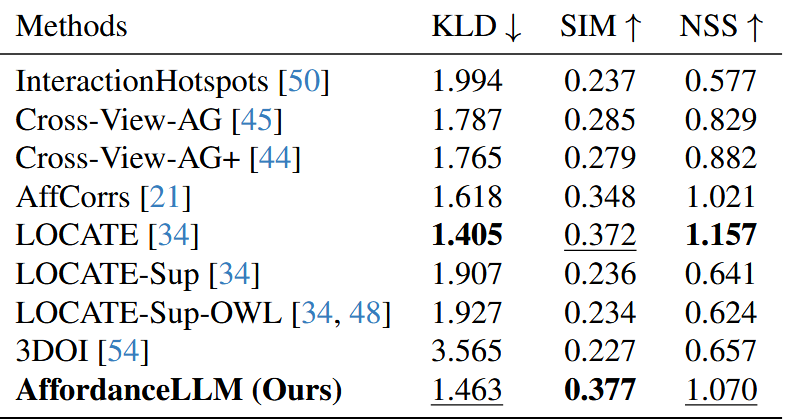 Methods KLD ↓ SIM ↑ NSS ↑
InteractionHotspots [50] 1.994 0.237 0.577
Cross-View-AG [45] 1.787 0.285 0.829
Cross-View-AG+ [44] 1.765 0.279 0.882
AffCorrs [21] 1.618 0.348 1.021
LOCATE [34] 1.405 0.372 1.157
LOCATE-Sup [34] 1.907 0.236 0.641
LOCATE-Sup-OWL [34, 48] 1.927 0.234 0.624
3DOI [54] 3.565 0.227 0.657
AffordanceLLM (Ours) 1.463 0.377 1.070